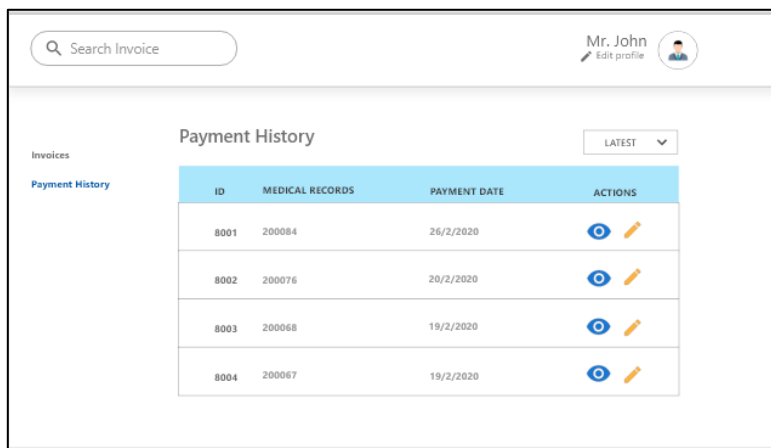 Search Invoice
Mr. John
Edit profile
Invoices
Payment History
Payment History
LATEST
ID MEDICAL RECORDS PAYMENT DATE ACTIONS
8001 200084 26/2/2020
8002 200076 20/2/2020
8003 200068 19/2/2020
8004 200067 19/2/2020